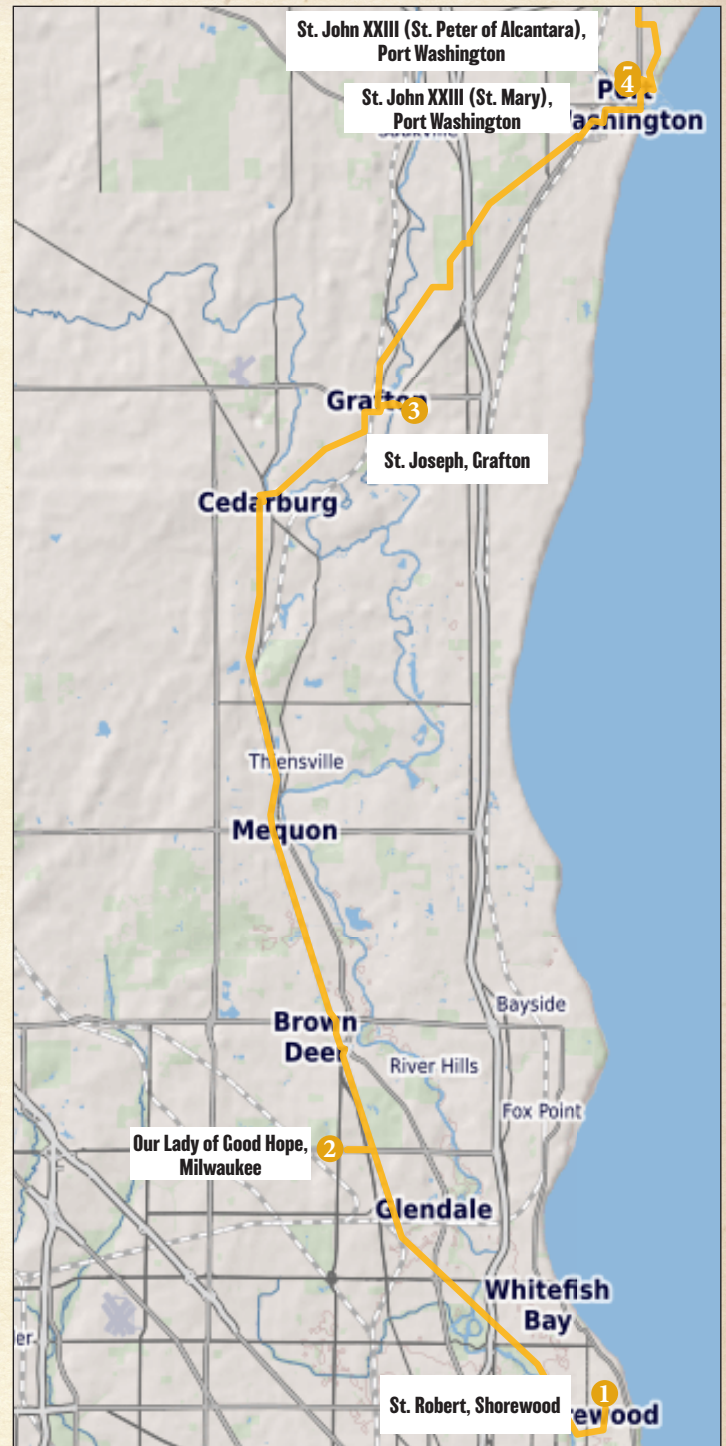 St. John XXIII (St. Peter of Alcantara),
Port Washington
4
St. John XXIII (St. Mary),
Port Washington
Grafton
3
St. Joseph, Grafton
Cedarburg
Thiensville
Mequon
Bayside
Brown
Deer
River Hills
Fox Point
Our Lady of Good Hope,
Milwaukee
2
Glendale
Whitefish
Bay
St. Robert, Shorewood
1
rewood